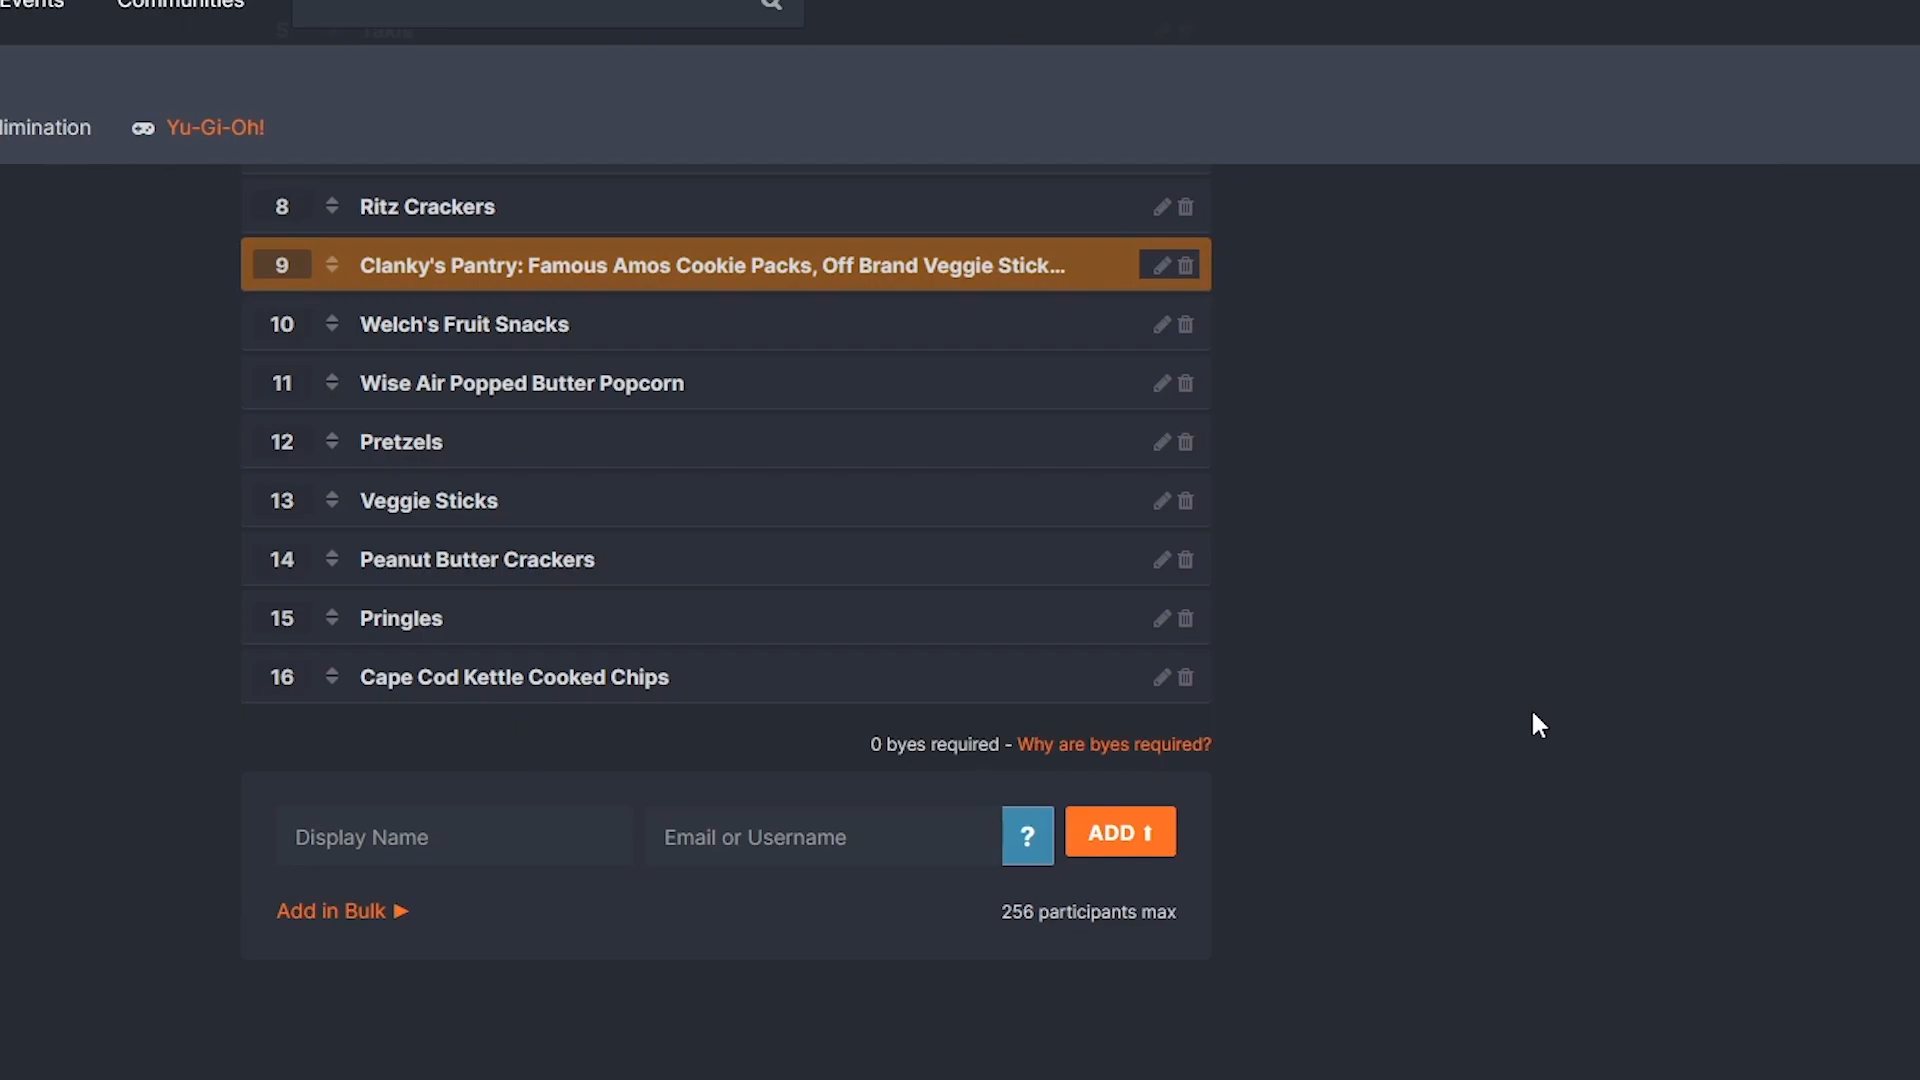 Events Communities
5 Takis
limination Yu-Gi-Oh!
8 Ritz Crackers
9 Clanky's Pantry: Famous Amos Cookie Packs, Off Brand Veggie Stick...
10 Welch's Fruit Snacks
11 Wise Air Popped Butter Popcorn
12 Pretzels
13 Veggie Sticks
14 Peanut Butter Crackers
15 Pringles
16 Cape Cod Kettle Cooked Chips
0 byes required - Why are byes required?
Display Name Email or Username ? ADD
Add in Bulk 256 participants max